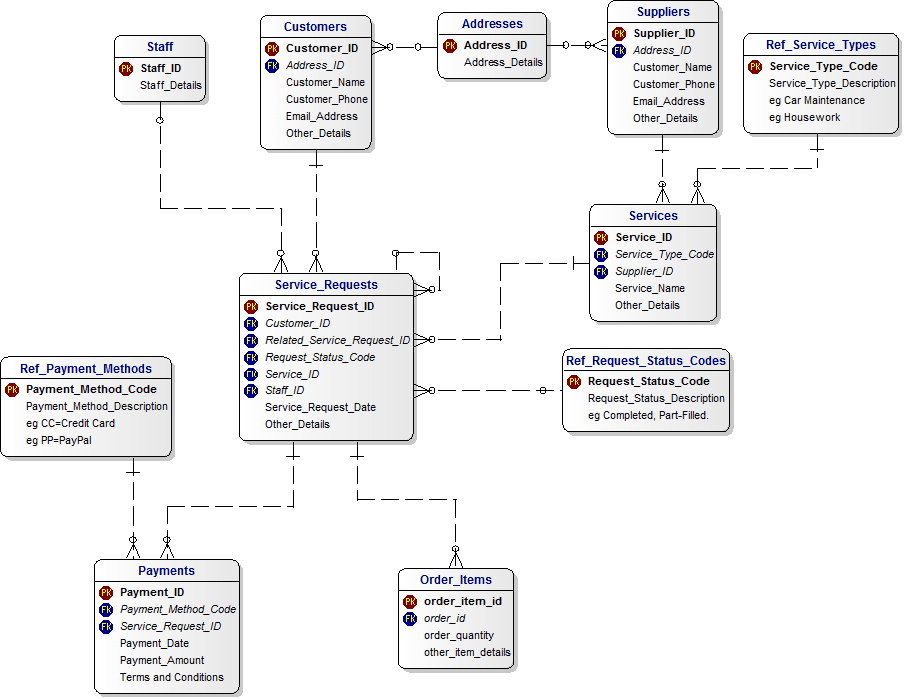 Staff
PK Staff_ID
Staff_Details
Customers
PK Customer_ID
FK Address_ID
Customer_Name
Customer_Phone
Email_Address
Other_Details
Addresses
PK Address_ID
Address_Details
Suppliers
PK Supplier_ID
FK Address_ID
Customer_Name
Customer_Phone
Email_Address
Other_Details
Ref_Service_Types
PK Service_Type_Code
Service_Type_Description
eg Car Maintenance
eg Housework
Services
PK Service_ID
FK Service_Type_Code
FK Supplier_ID
Service_Name
Other_Details
Service_Requests
PK Service_Request_ID
FK Customer_ID
FK Related_Service_Request_ID
FK Request_Status_Code
FK Service_ID
FK Staff_ID
Service_Request_Date
Other_Details
Ref_Payment_Methods
PK Payment_Method_Code
Payment_Method_Description
eg CC=Credit Card
eg PP=PayPal
Ref_Request_Status_Codes
PK Request_Status_Code
Request_Status_Description
eg Completed, Part-Filled.
Payments
PK Payment_ID
FK Payment_Method_Code
FK Service_Request_ID
Payment_Date
Payment_Amount
Terms and Conditions
Order_Items
PK order_item_id
FK order_id
order_quantity
other_item_details